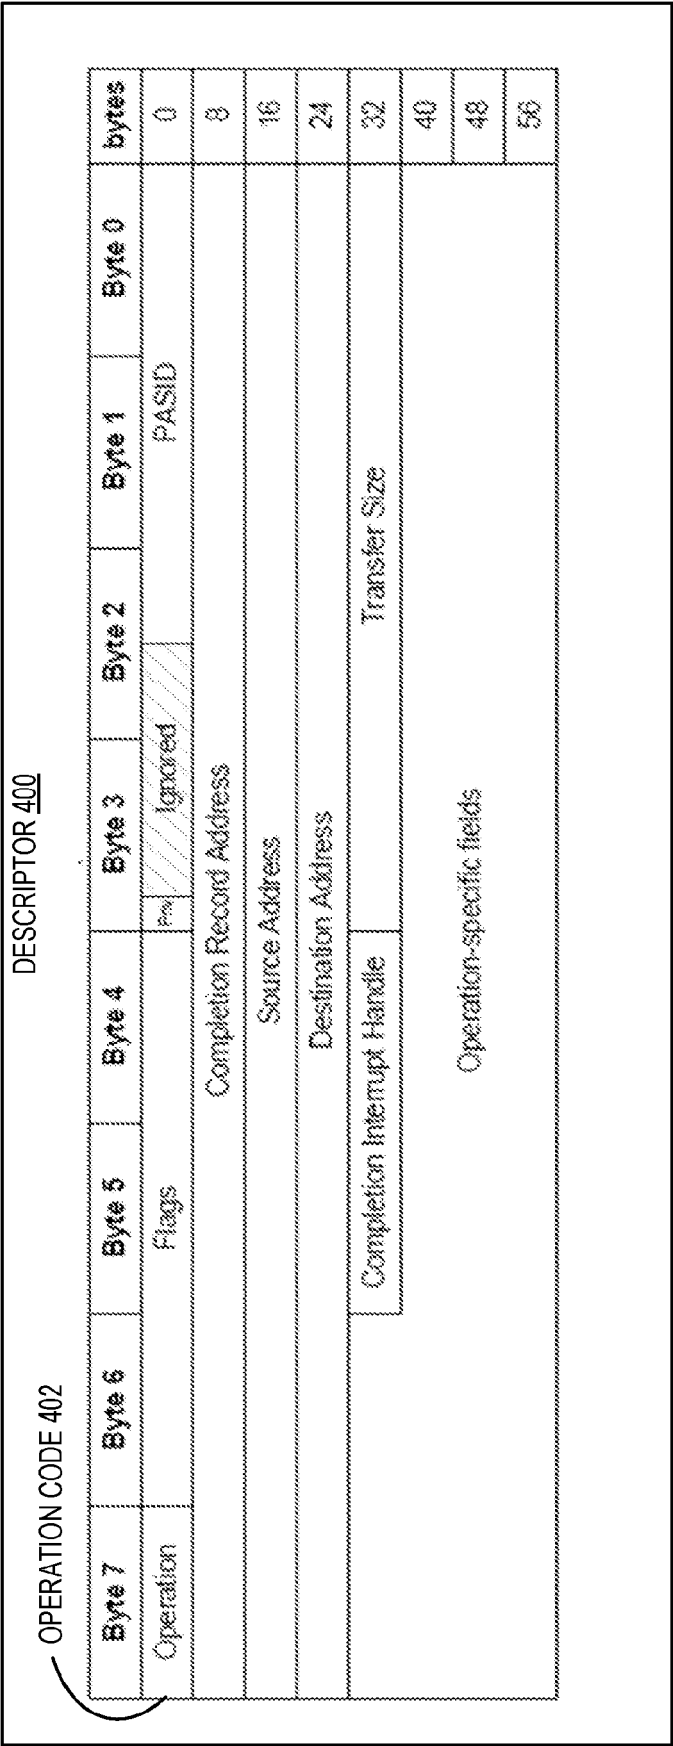 DESCRIPTOR 400
OPERATION CODE 402
Byte 7 Byte 6 Byte 5 Byte 4 Byte 3 Byte 2 Byte 1 Byte 0 bytes
Operation Flags Priv Ignored PASID 0
Completion Record Address 8
Source Address 16
Destination Address 24
Completion Interrupt Handle Transfer Size 32
40
Operation-specific fields 48
56